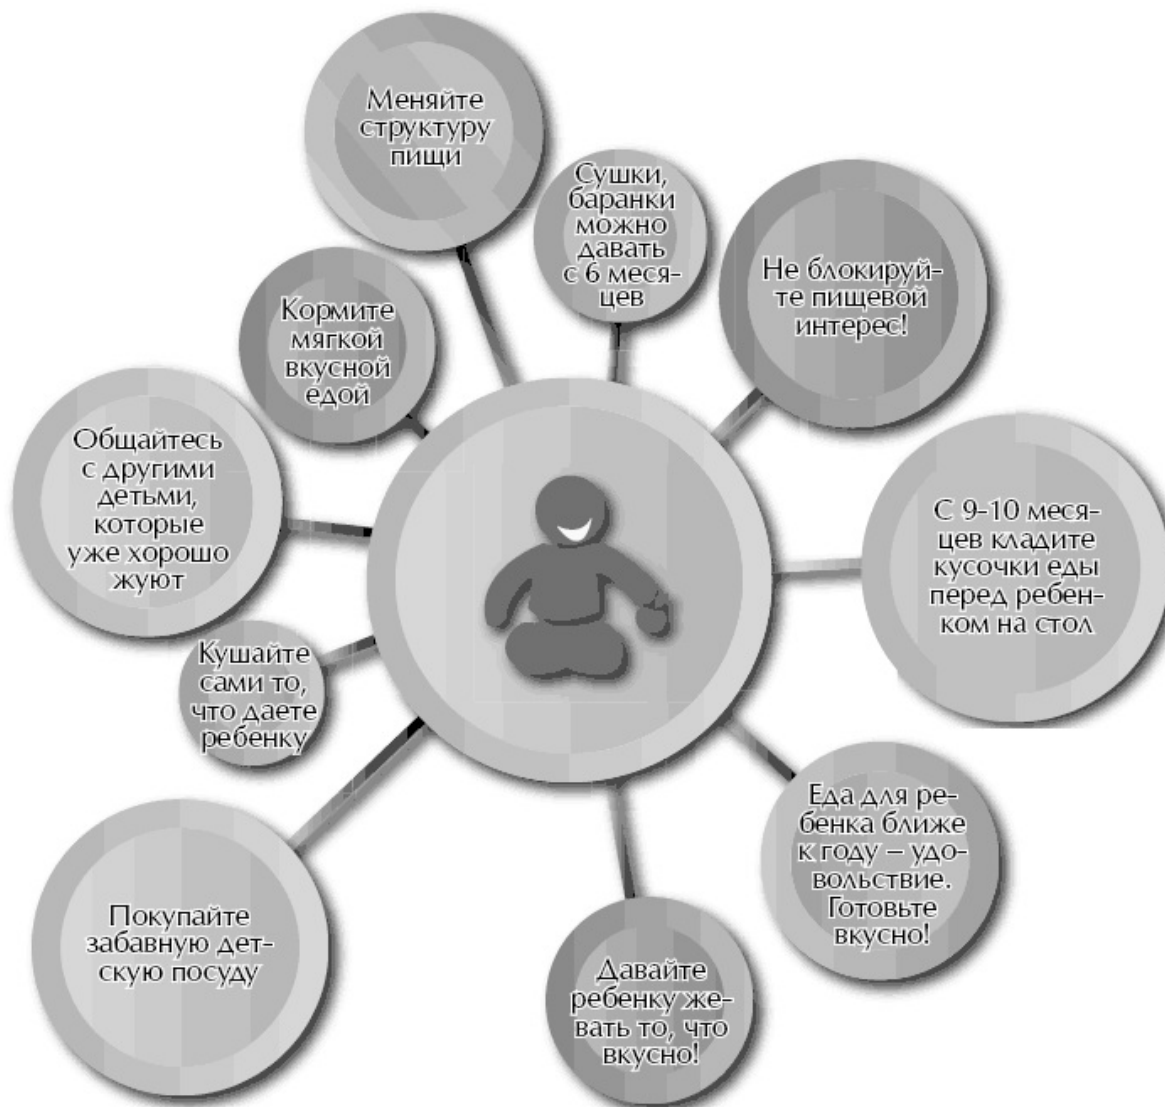 Меняйте
структуру
пищи
Сушки,
баранки
можно
давать
с 6 меся-
цев
Не блокируй-
те пищевой
интерес!
С 9-10 меся-
цев кладите
кусочки еды
перед ребен-
ком на стол
Еда для ре-
бенка ближе
к году – удо-
вольствие.
Готовьте
вкусно!
Давайте
ребенку же-
вать то, что
вкусно!
Покупайте
забавную дет-
скую посуду
Кушайте
сами то,
что даете
ребенку
Общайтесь
с другими
детьми,
которые
уже хорошо
жуют
Кормите
мягкой
вкусной
едой